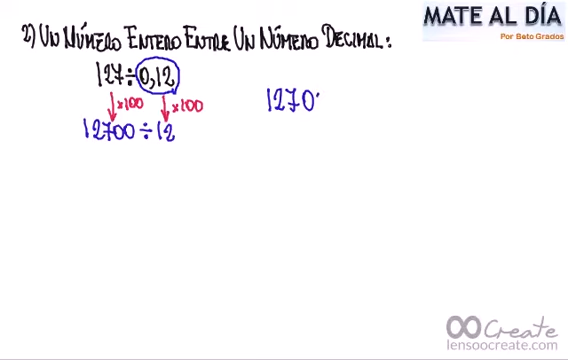 MATE AL DÍA
Por Beto Grados
2) UN NÚMERO ENTERO ENTRE UN NÚMERO DECIMAL:
127 ÷ 0,12
x100 x100
12700 ÷ 12
1270
Create
lensoocreate.com